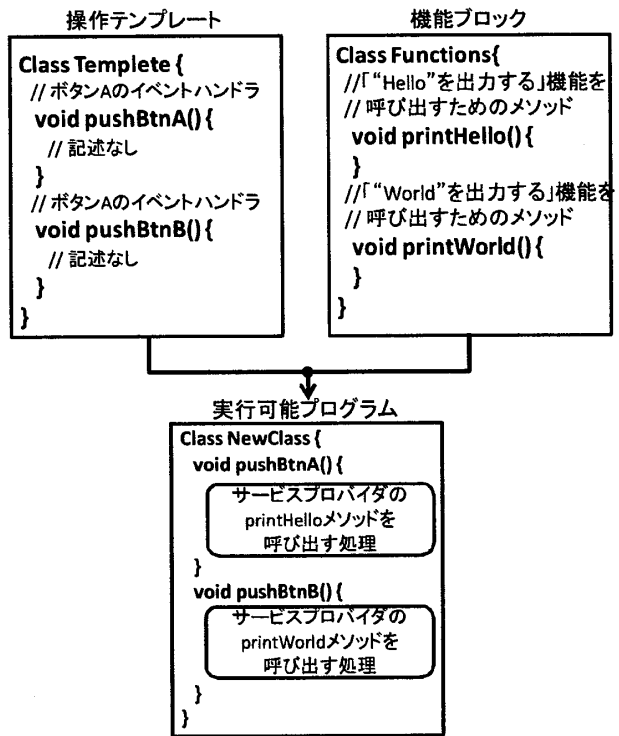 操作テンプレート
Class Templete {
// ボタンAのイベントハンドラ
void pushBtnA() {
// 記述なし
}
// ボタンAのイベントハンドラ
void pushBtnB() {
// 記述なし
}
}
機能ブロック
Class Functions{
//「“Hello”を出力する」機能を
// 呼び出すためのメソッド
void printHello() {
}
//「“World”を出力する」機能を
// 呼び出すためのメソッド
void printWorld() {
}
}
実行可能プログラム
Class NewClass {
void pushBtnA() {
サービスプロバイダの
printHelloメソッドを
呼び出す処理
}
void pushBtnB() {
サービスプロバイダの
printWorldメソッドを
呼び出す処理
}
}